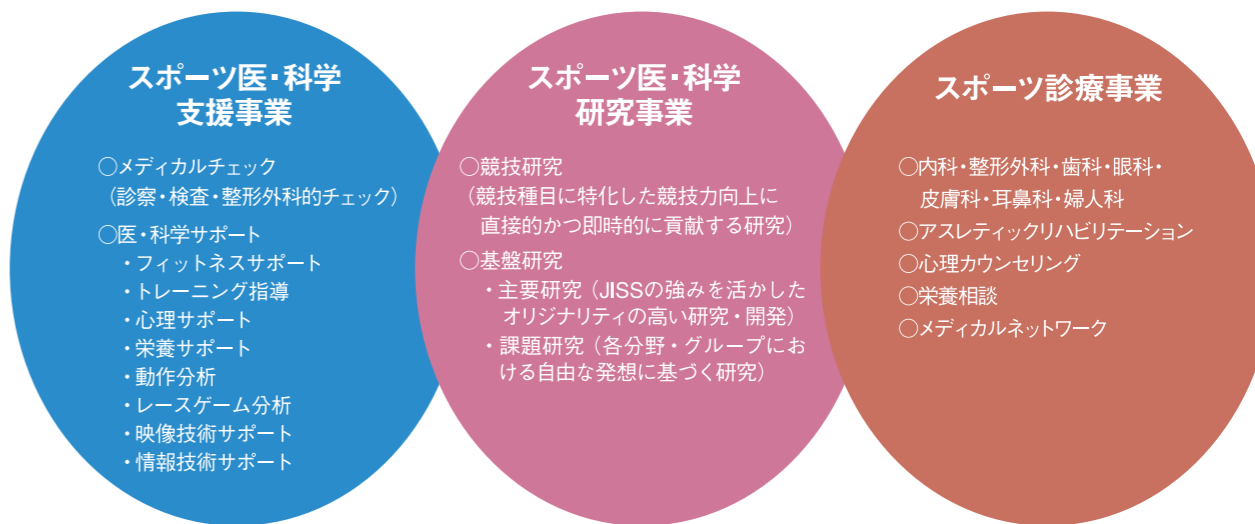 スポーツ医・科学
支援事業
○メディカルチェック
（診察・検査・整形外科的チェック）
○医・科学サポート
・フィットネスサポート
・トレーニング指導
・心理サポート
・栄養サポート
・動作分析
・レースゲーム分析
・映像技術サポート
・情報技術サポート
スポーツ医・科学
研究事業
○競技研究
（競技種目に特化した競技力向上に
直接的かつ即時的に貢献する研究）
○基盤研究
・主要研究（JISSの強みを活かした
オリジナリティの高い研究・開発）
・課題研究（各分野・グループにお
ける自由な発想に基づく研究）
スポーツ診療事業
○内科・整形外科・歯科・眼科・
皮膚科・耳鼻科・婦人科
○アスレティックリハビリテーション
○心理カウンセリング
○栄養相談
○メディカルネットワーク